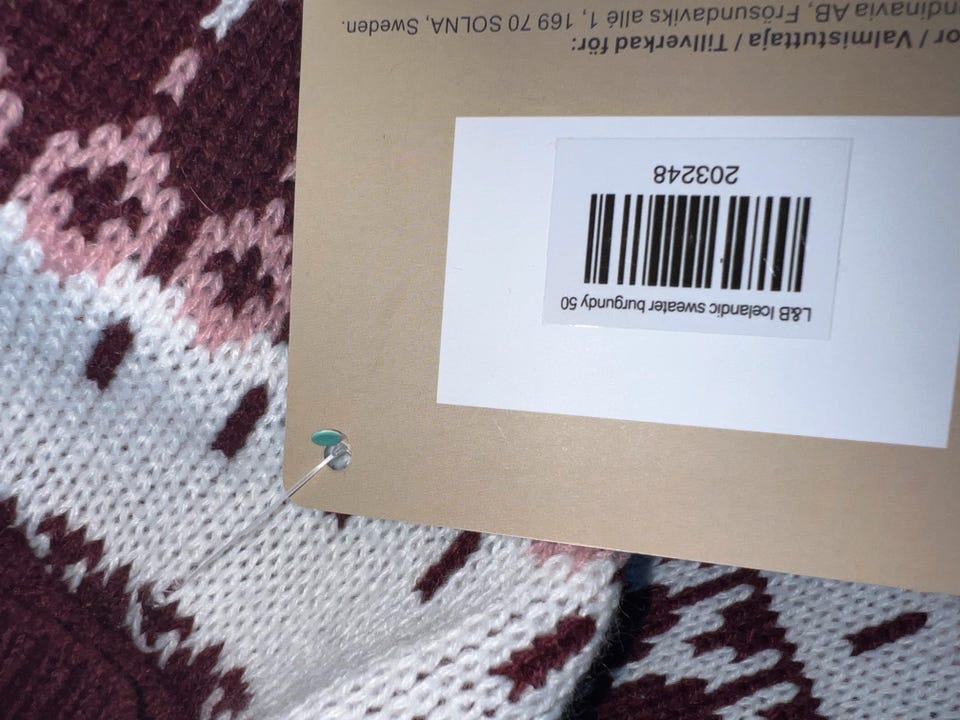 L&B Icelandic sweater burgundy 50
203248
or / Valmistuttaja / Tillverkad för:
ndinavia AB, Frösundaviks allé 1, 169 70 SOLNA, Sweden.